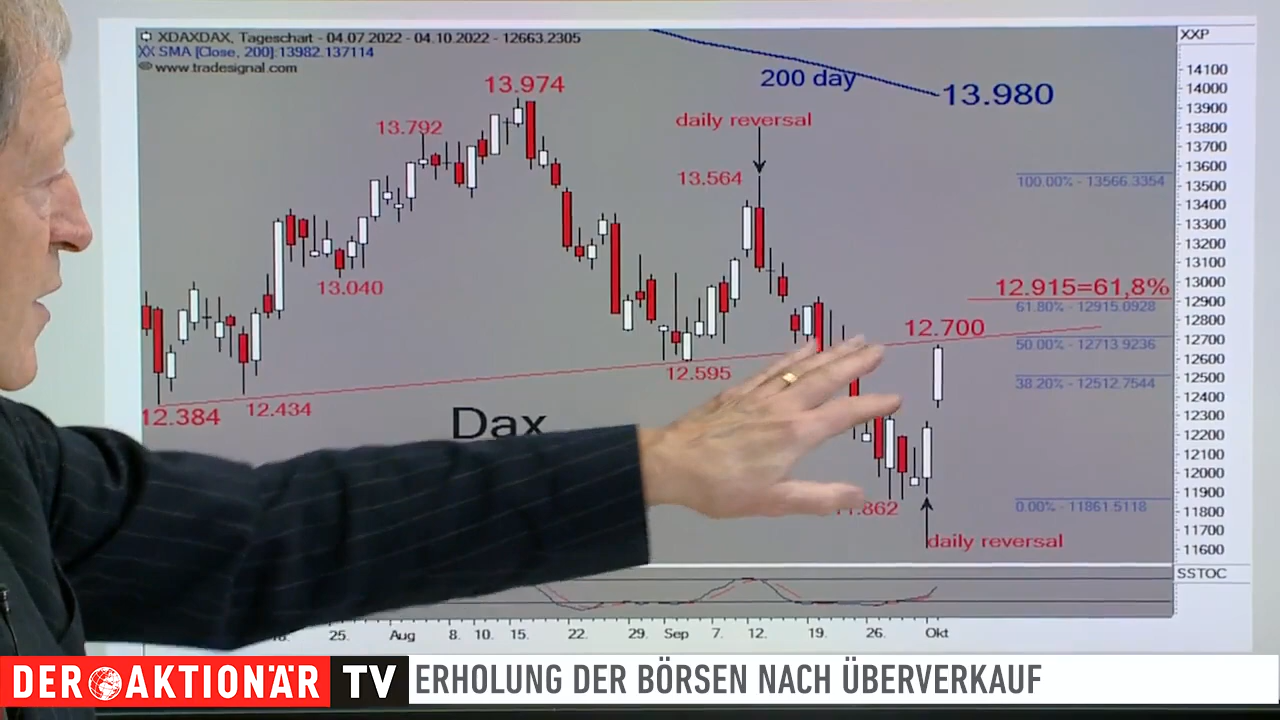 XDAXDAX, Tageschart - 04.07.2022 - 04.10.2022 - 12663.2305
XX SMA [Close, 200]:13982.137114
www.tradesignal.com
XXP
200 day
13.980
13.974
13.792
daily reversal
13.564
13.040
12.384
12.434
12.595
Dax
12.700
12.915=61,8%
100.00% - 13566.3354
61.80% - 12915.0928
50.00% - 12713.9236
38.20% - 12512.7544
0.00% - 11861.5118
.862
daily reversal
14100
14000
13900
13800
13700
13600
13500
13400
13300
13200
13100
13000
12900
12800
12700
12600
12500
12400
12300
12200
12100
12000
11900
11800
11700
11600
SSTOC
25. Aug 8. 10. 15. 22. 29. Sep 7. 12. 19. 26. Okt
DER AKTIONÄR TV
ERHOLUNG DER BÖRSEN NACH ÜBERVERKAUF